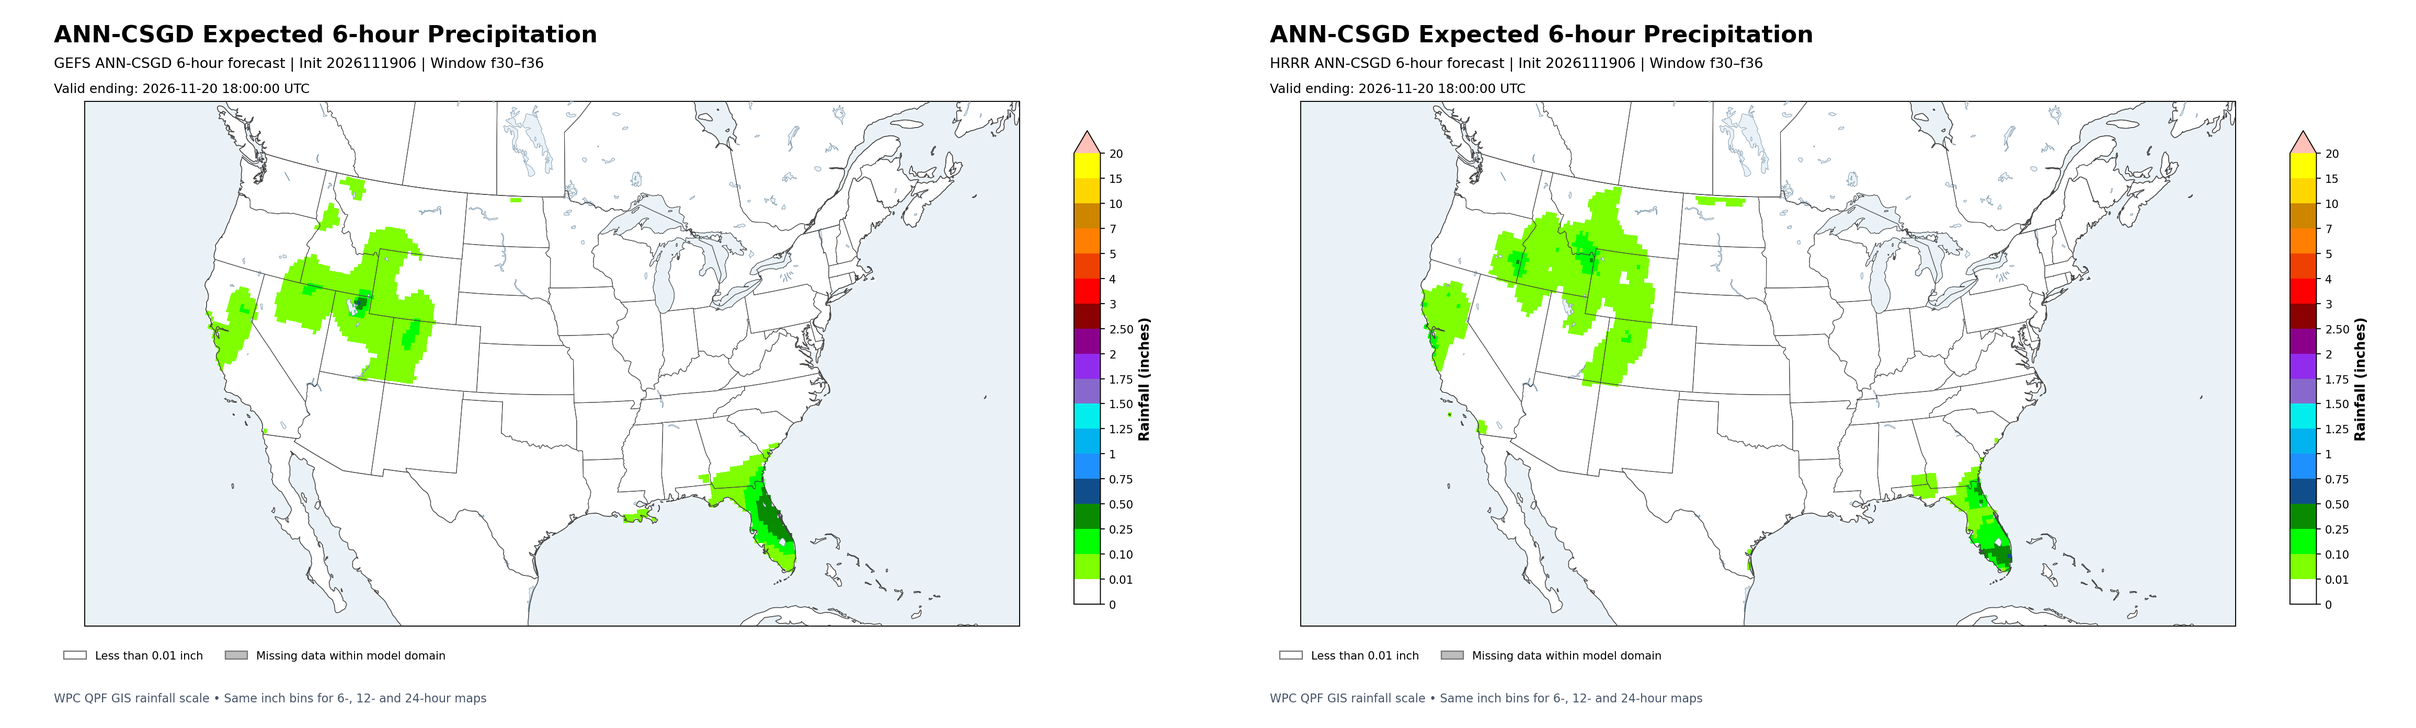 ANN-CSGD Expected 6-hour Precipitation
GEFS ANN-CSGD 6-hour forecast | Init 2026111906 | Window f30–f36
Valid ending: 2026-11-20 18:00:00 UTC
20
15
10
7
5
4
3
2.50
2
1.75
1.50
1.25
1
0.75
0.50
0.25
0.10
0.01
0
Rainfall (inches)
Less than 0.01 inch
Missing data within model domain
WPC QPF GIS rainfall scale • Same inch bins for 6-, 12- and 24-hour maps
ANN-CSGD Expected 6-hour Precipitation
HRRR ANN-CSGD 6-hour forecast | Init 2026111906 | Window f30–f36
Valid ending: 2026-11-20 18:00:00 UTC
20
15
10
7
5
4
3
2.50
2
1.75
1.50
1.25
1
0.75
0.50
0.25
0.10
0.01
0
Rainfall (inches)
Less than 0.01 inch
Missing data within model domain
WPC QPF GIS rainfall scale • Same inch bins for 6-, 12- and 24-hour maps